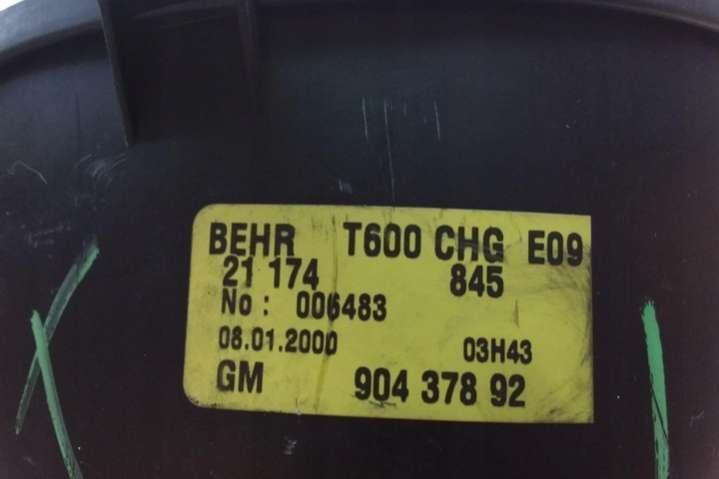 BEHR T600 CHG E09
21 174 845
No : 006483
08.01.2000 03H43
GM 904 378 92